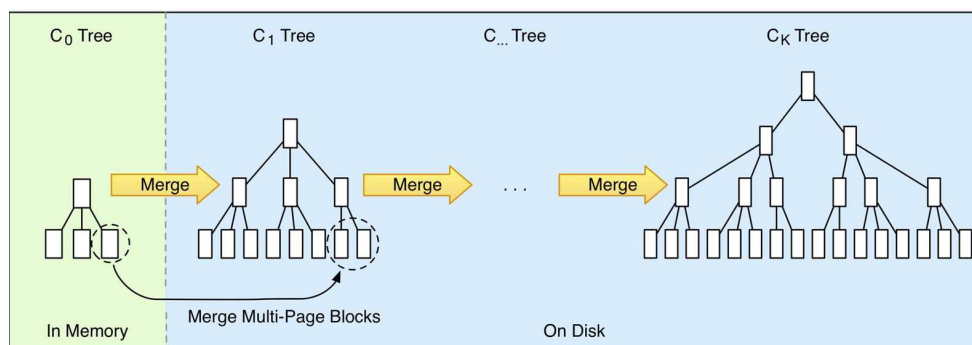 C₀ Tree
C₁ Tree
C... Tree
Cₖ Tree
Merge
Merge
. . .
Merge
Merge Multi-Page Blocks
In Memory
On Disk